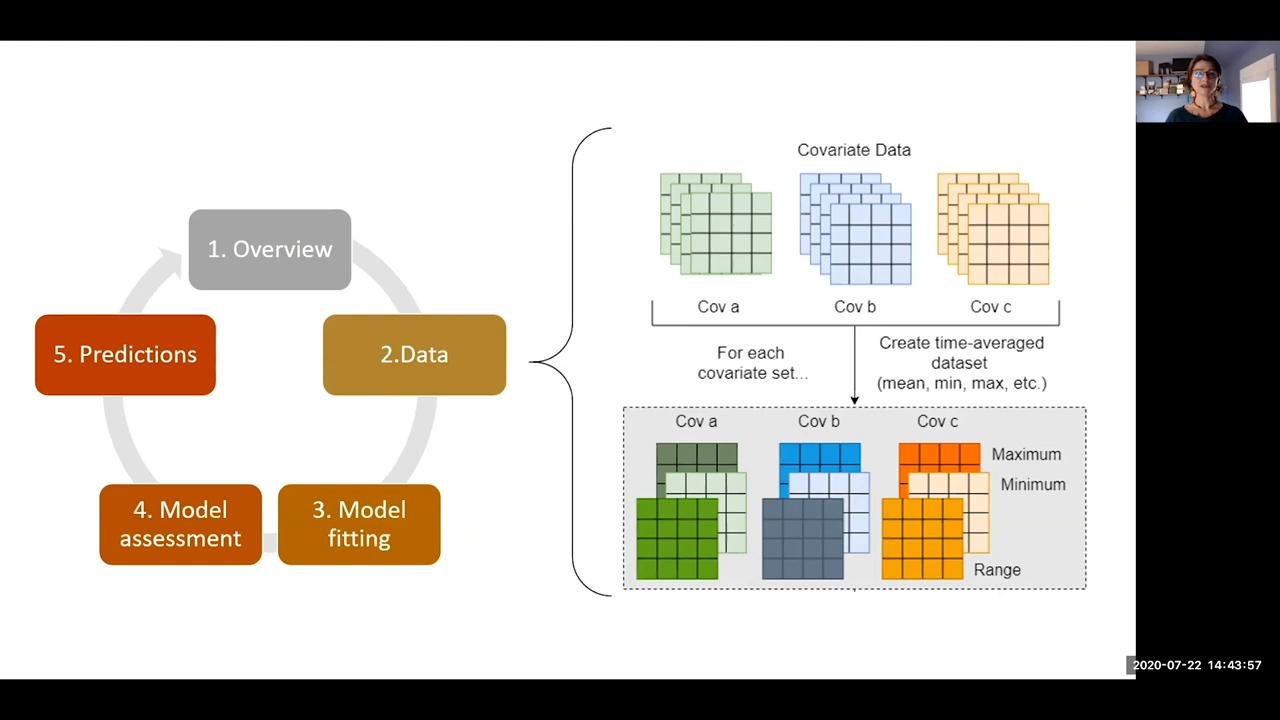 1. Overview
2.Data
3. Model
fitting
4. Model
assessment
5. Predictions
Covariate Data
Cov a
Cov b
Cov c
For each
covariate set...
Create time-averaged
dataset
(mean, min, max, etc.)
Cov a
Cov b
Cov c
Maximum
Minimum
Range
2020-07-22 14:43:57